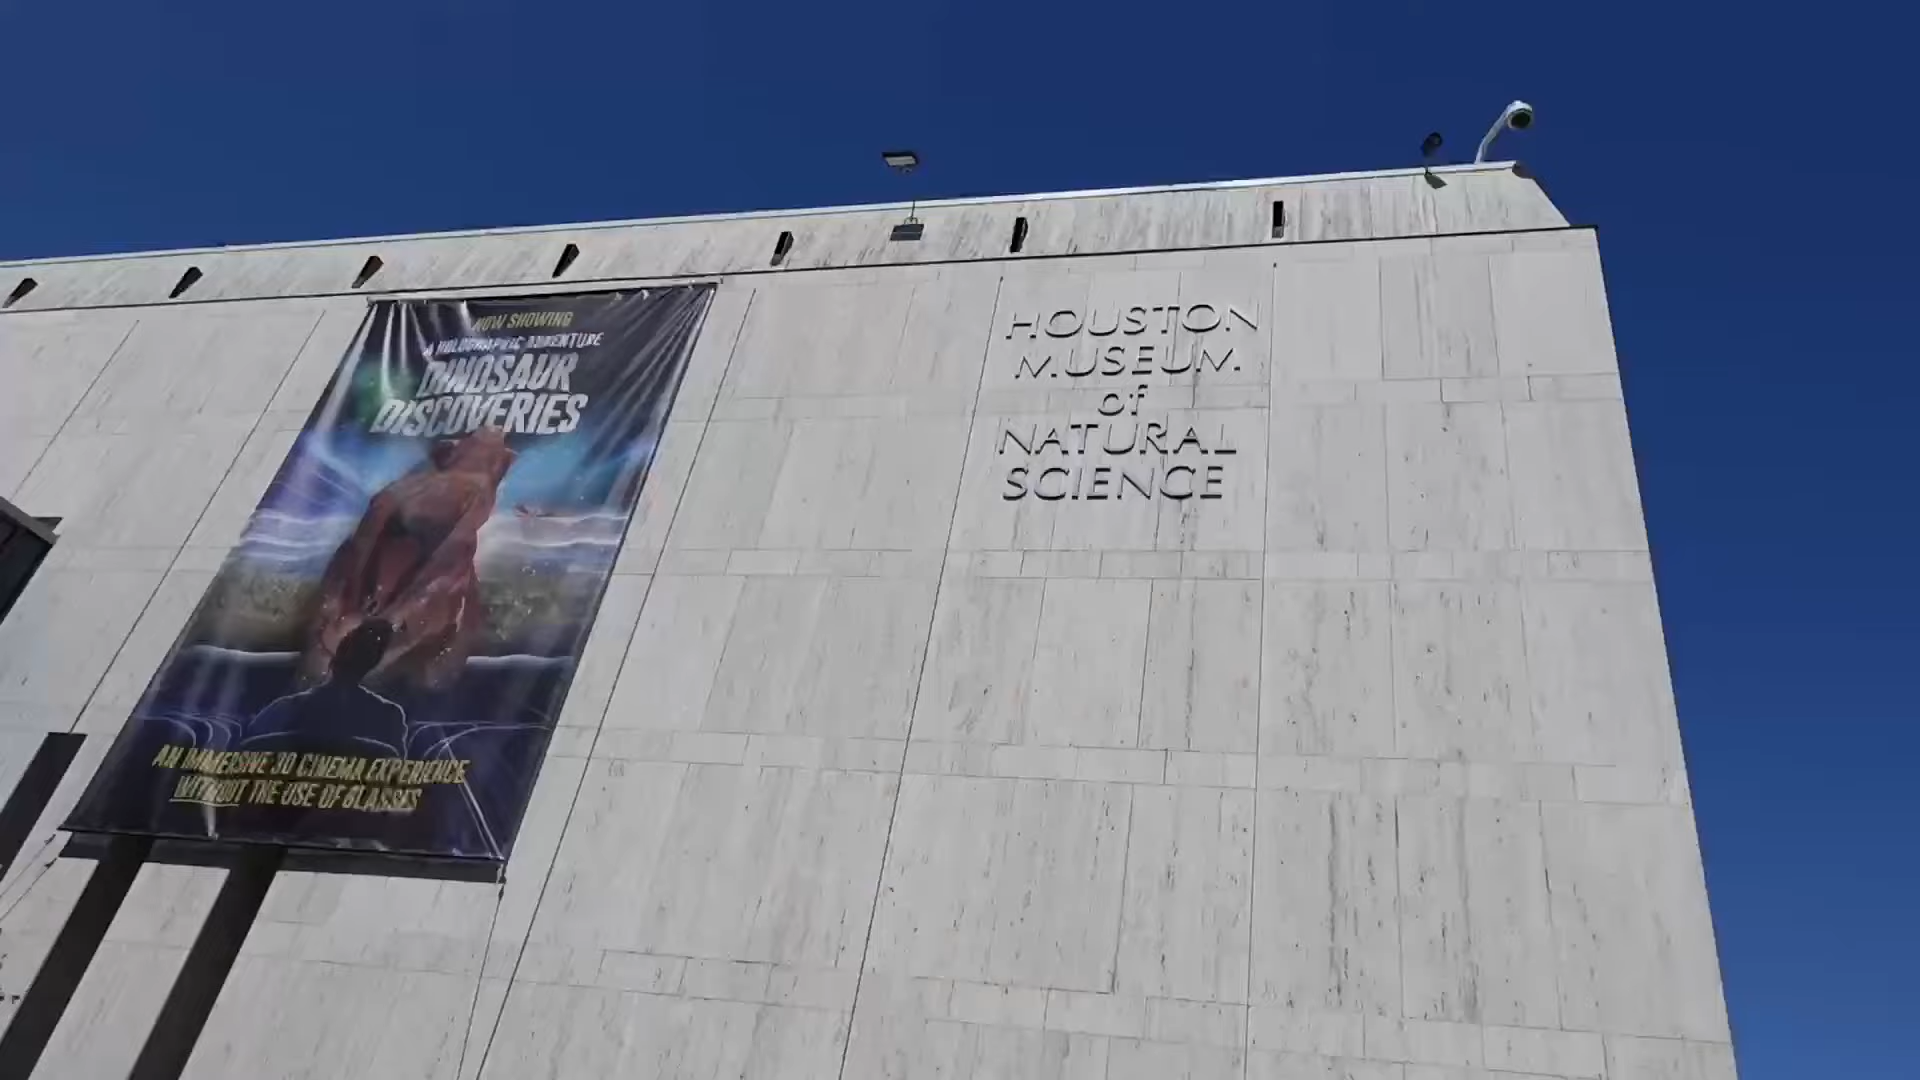 NOW SHOWING
A HOLOGRAPHIC ADVENTURE
DINOSAUR
DISCOVERIES
AN IMMERSIVE 3D CINEMA EXPERIENCE
WITHOUT THE USE OF GLASSES
HOUSTON
MUSEUM
of
NATURAL
SCIENCE